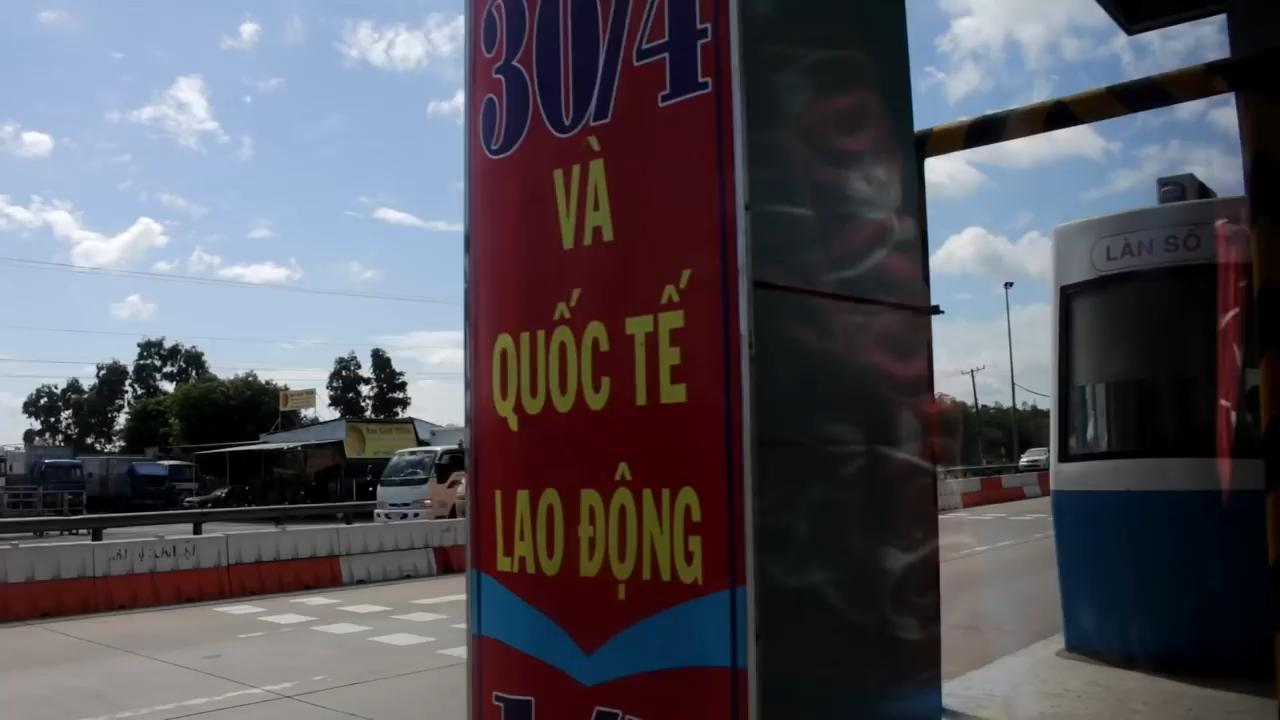 30/4
VÀ
QUỐC TẾ
LAO ĐỘNG
LÀN SỐ